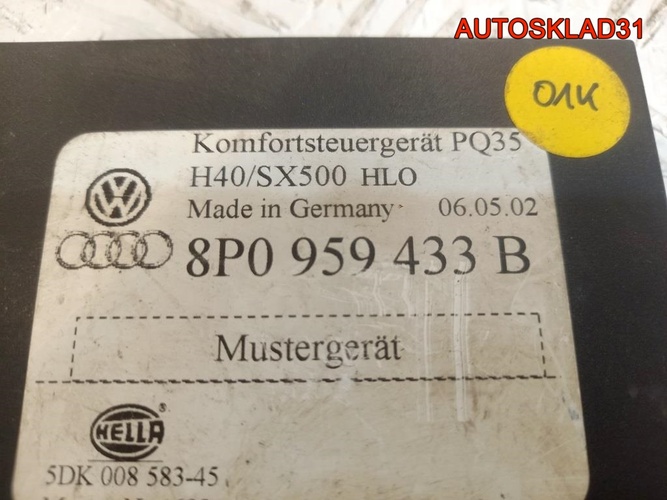 AUTOSKLAD31
01K
Komfortsteuergerät PQ35
H40/SX500 HLO
Made in Germany 06.05.02
8P0 959 433 B
Mustergerät
HELLA ®
5DK 008 583-45